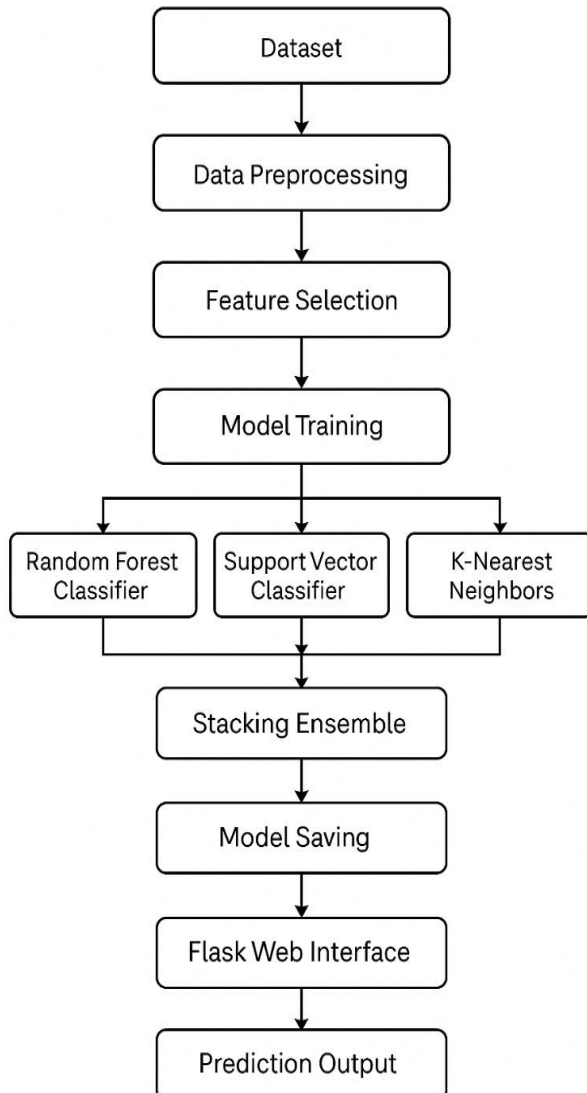 Dataset
Data Preprocessing
Feature Selection
Model Training
Random Forest
Classifier
Support Vector
Classifier
K-Nearest
Neighbors
Stacking Ensemble
Model Saving
Flask Web Interface
Prediction Output